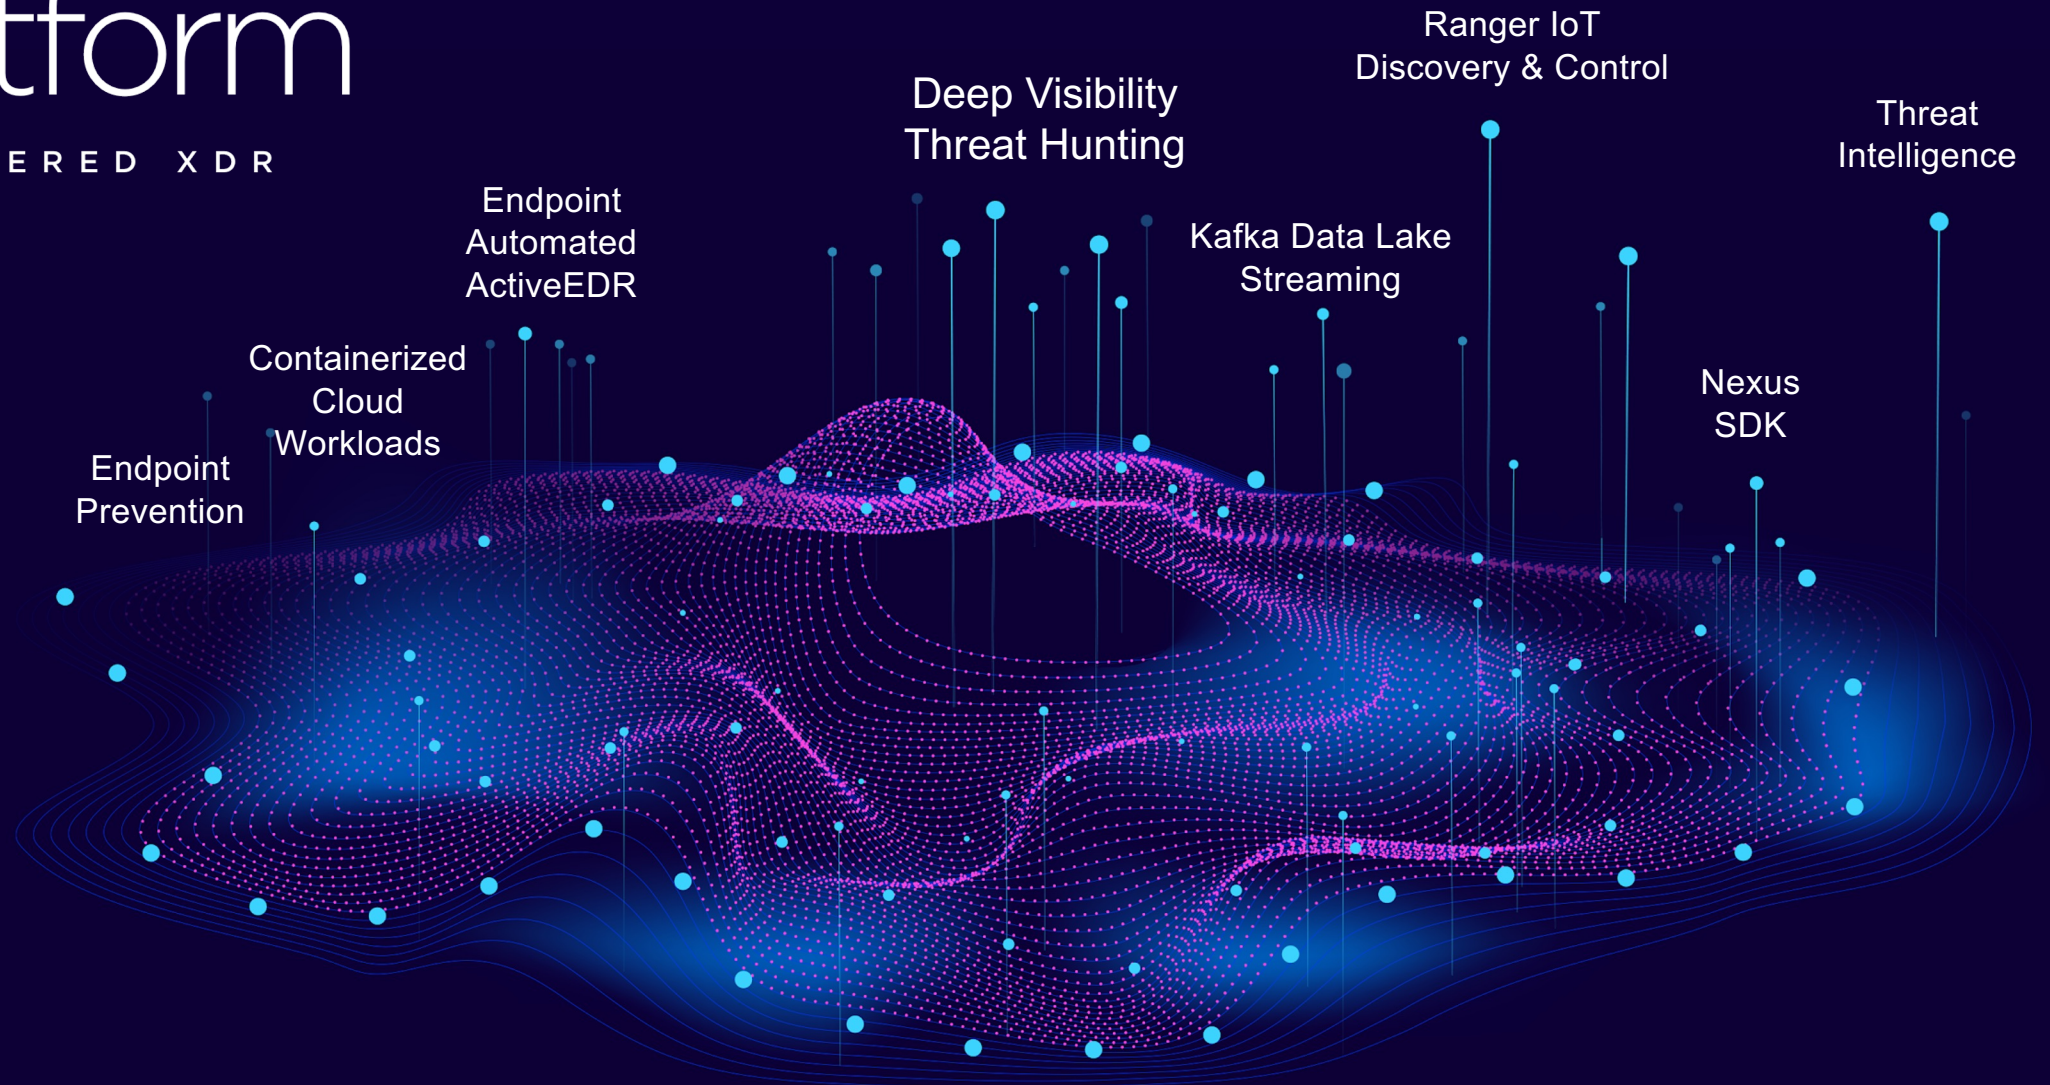 tform
ERED XDR
Ranger IoT
Discovery & Control
Deep Visibility
Threat Hunting
Threat
Intelligence
Endpoint
Automated
ActiveEDR
Kafka Data Lake
Streaming
Containerized
Cloud
Workloads
Nexus
SDK
Endpoint
Prevention